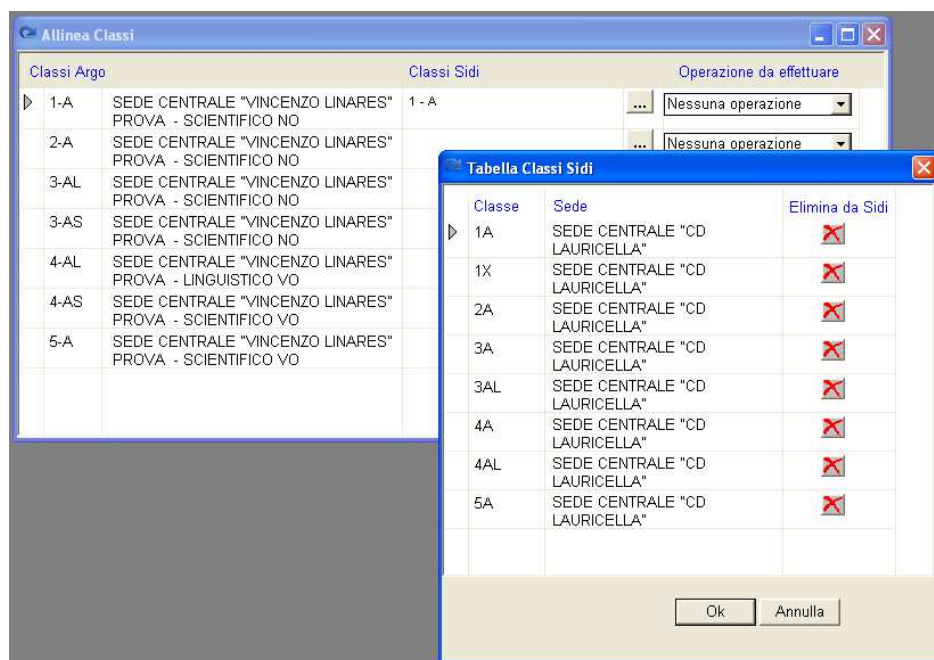 Allinea Classi
Classi Argo Classi Sidi Operazione da effettuare
1-A SEDE CENTRALE "VINCENZO LINARES" 1 - A ... Nessuna operazione
PROVA - SCIENTIFICO NO
2-A SEDE CENTRALE "VINCENZO LINARES" ... Nessuna operazione
PROVA - SCIENTIFICO NO
3-AL SEDE CENTRALE "VINCENZO LINARES"
PROVA - SCIENTIFICO NO
3-AS SEDE CENTRALE "VINCENZO LINARES"
PROVA - SCIENTIFICO NO
4-AL SEDE CENTRALE "VINCENZO LINARES"
PROVA - LINGUISTICO VO
4-AS SEDE CENTRALE "VINCENZO LINARES"
PROVA - SCIENTIFICO VO
5-A SEDE CENTRALE "VINCENZO LINARES"
PROVA - SCIENTIFICO VO
Tabella Classi Sidi
Classe Sede Elimina da Sidi
1A SEDE CENTRALE "CD
LAURICELLA"
1X SEDE CENTRALE "CD
LAURICELLA"
2A SEDE CENTRALE "CD
LAURICELLA"
3A SEDE CENTRALE "CD
LAURICELLA"
3AL SEDE CENTRALE "CD
LAURICELLA"
4A SEDE CENTRALE "CD
LAURICELLA"
4AL SEDE CENTRALE "CD
LAURICELLA"
5A SEDE CENTRALE "CD
LAURICELLA"
Ok Annulla